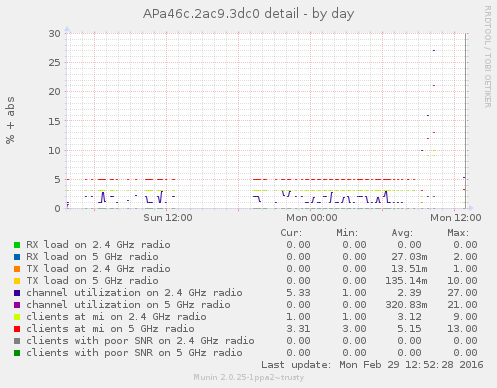 APa46c.2ac9.3dc0 detail - by day
RRDTOOL / TOBI OETIKER
% + abs
30
25
20
15
10
5
0
Sun 12:00 Mon 00:00 Mon 12:00
Cur: Min: Avg: Max:
RX load on 2.4 GHz radio 0.00 0.00 0.00 0.00
RX load on 5 GHz radio 0.00 0.00 27.03m 2.00
TX load on 2.4 GHz radio 0.00 0.00 13.51m 1.00
TX load on 5 GHz radio 0.00 0.00 135.14m 10.00
channel utilization on 2.4 GHz radio 5.33 1.00 2.39 27.00
channel utilization on 5 GHz radio 0.00 0.00 320.83m 21.00
clients at mi on 2.4 GHz radio 1.00 1.00 3.12 9.00
clients at mi on 5 GHz radio 3.31 3.00 5.15 13.00
clients with poor SNR on 2.4 GHz radio 0.00 0.00 0.00 0.00
clients with poor SNR on 5 GHz radio 0.00 0.00 0.00 0.00
Last update: Mon Feb 29 12:52:28 2016
Munin 2.0.25-1ppa2~trusty